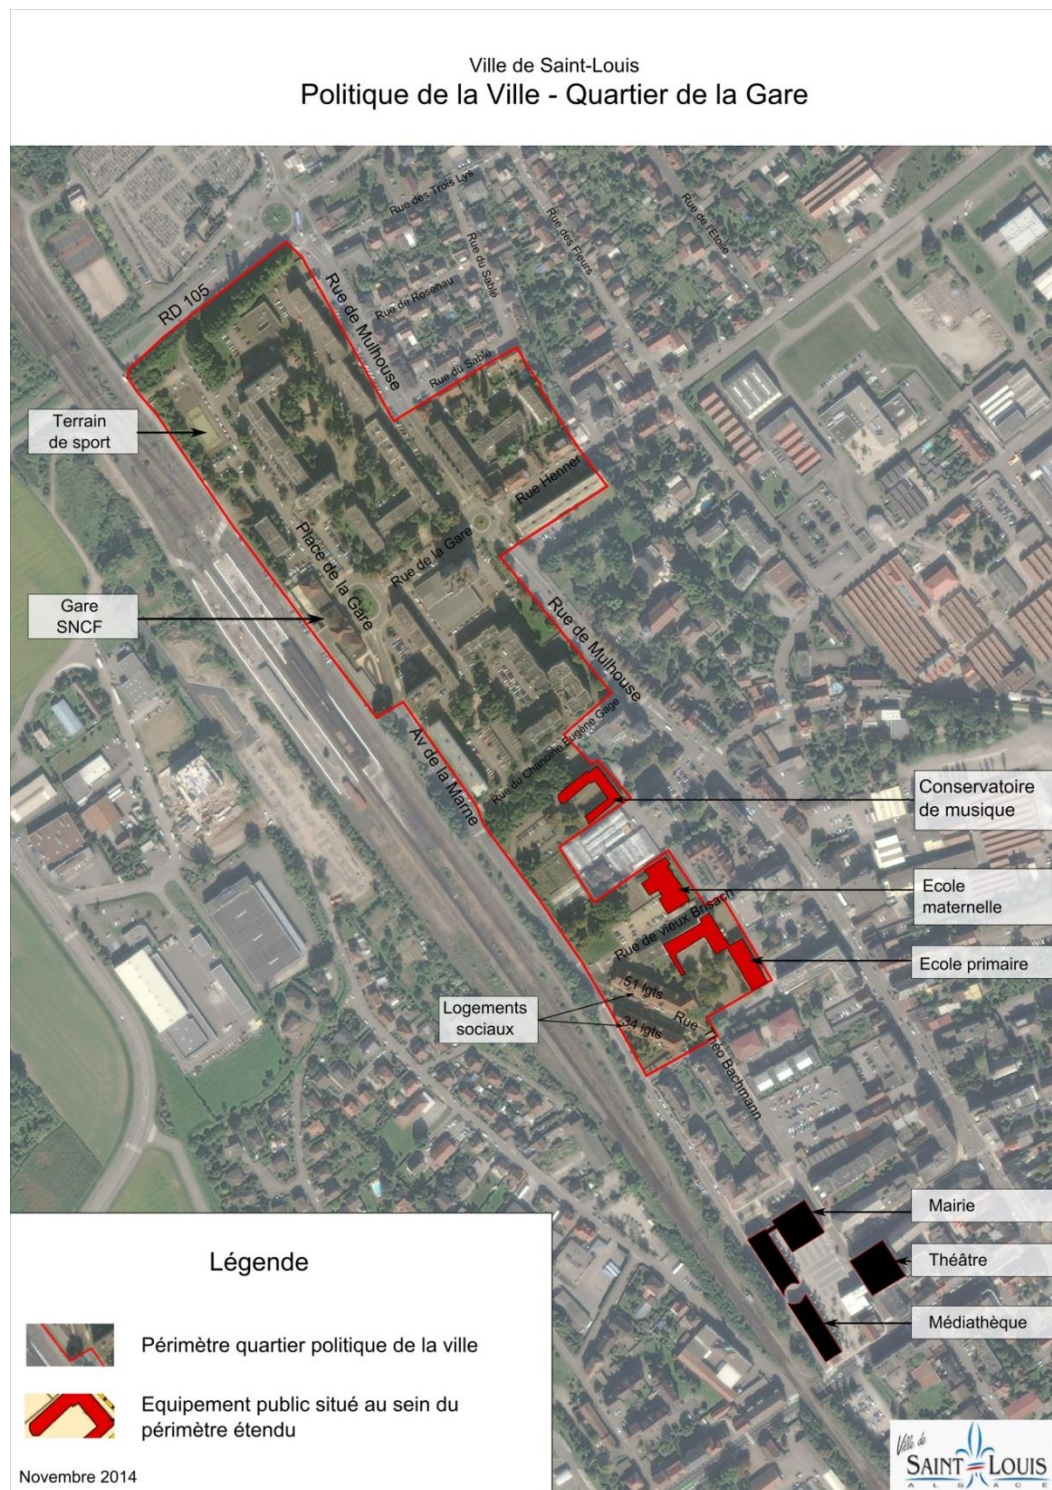 Ville de Saint-Louis
Politique de la Ville - Quartier de la Gare
Rue des Trois Lys
Rue des Fleurs
Rue de l'Etoile
Rue du Sable
Rue de Rosenau
RD 105
Rue de Mulhouse
Rue du Sable
Terrain
de sport
Rue Henner
Place de la Gare
Rue de la Gare
Gare
SNCF
Rue de Mulhouse
Rue du Chanoine Eugène Gage
Av de la Marne
Conservatoire
de musique
Ecole
maternelle
Rue de vieux Brisach
Ecole primaire
51 lgts
Logements
sociaux
34 lgts
Rue Théo Bachmann
Mairie
Théâtre
Médiathèque
Légende
Périmètre quartier politique de la ville
Equipement public situé au sein du
périmètre étendu
Novembre 2014
Ville de
SAINT LOUIS
ALSACE